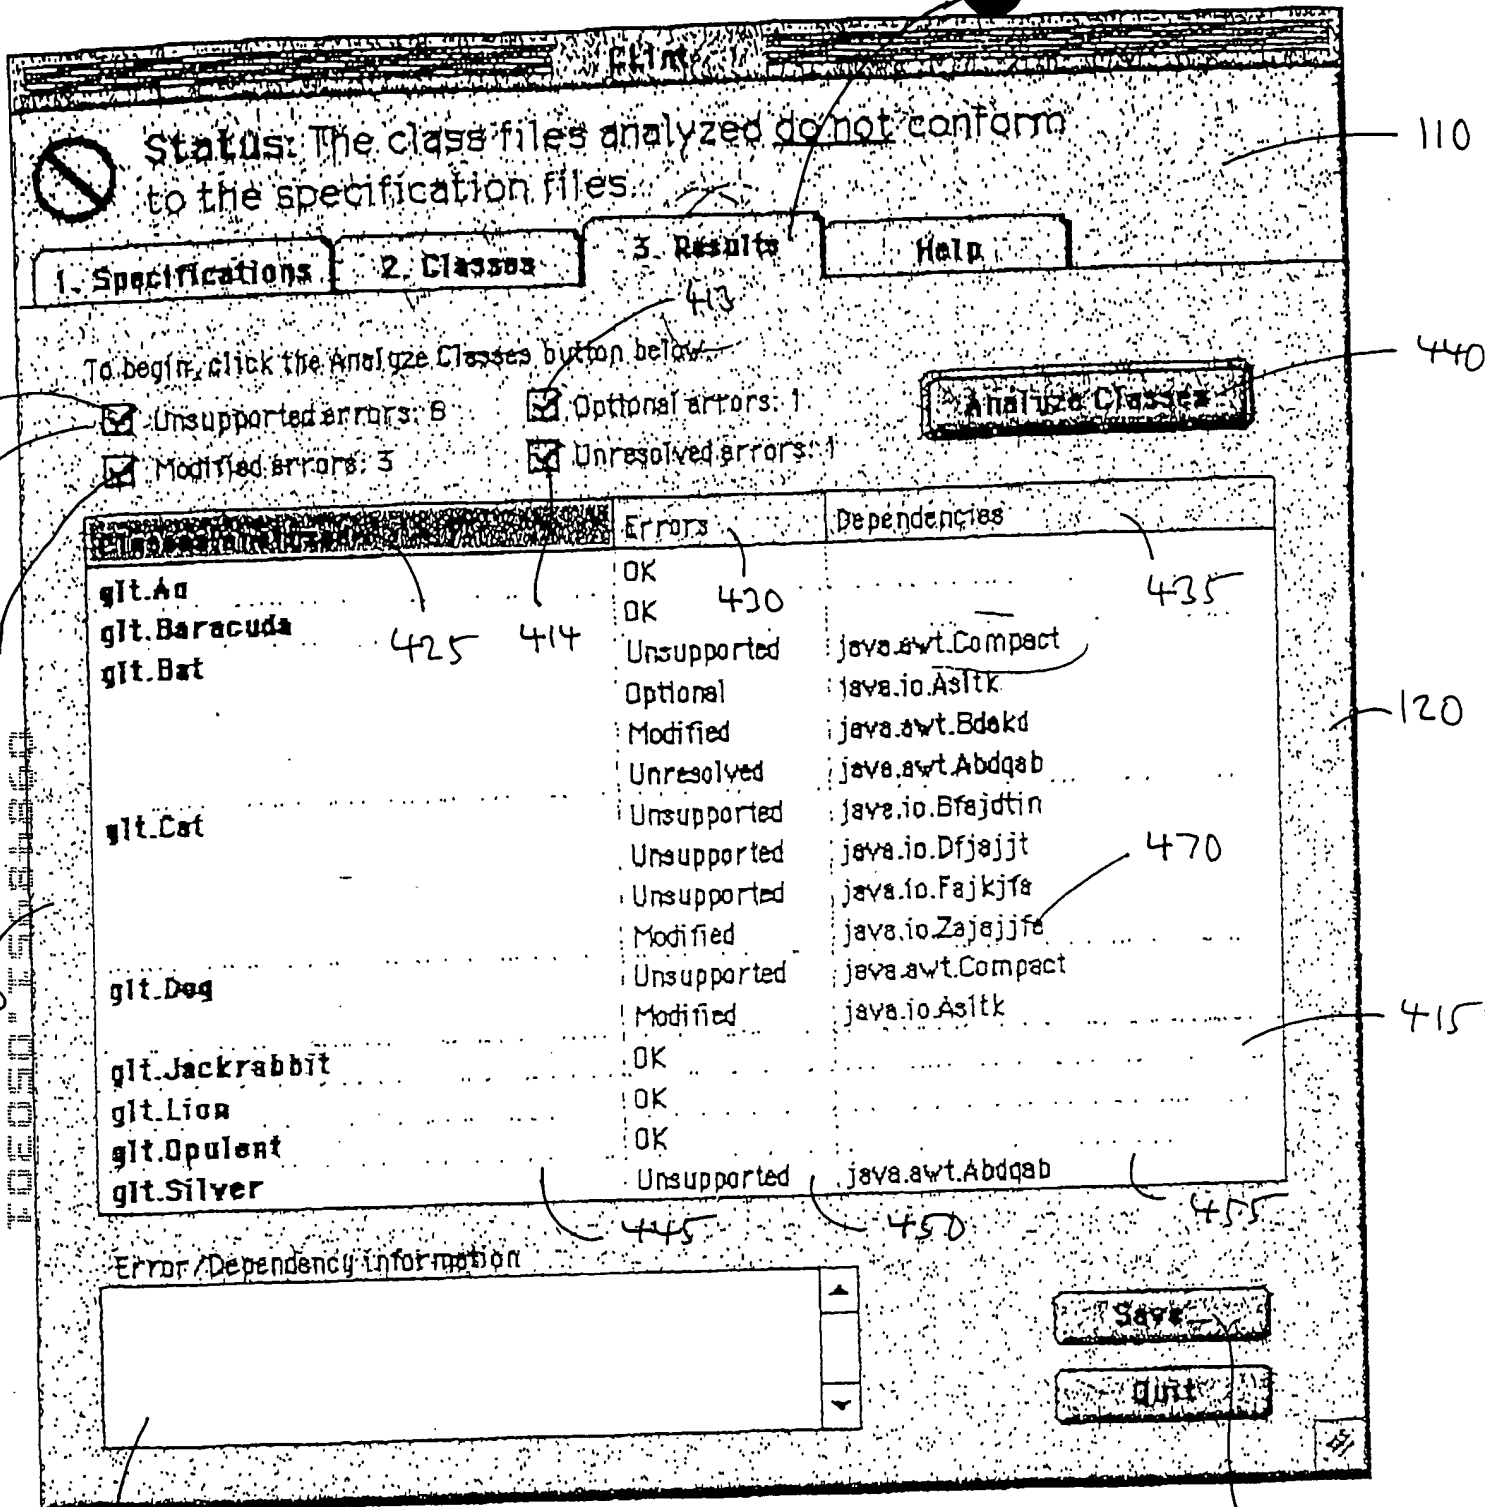 CLint
Status: The class files analyzed do not conform
to the specification files.
1. Specifications 2. Classes 3. Results Help
110
413
To begin, click the Analyze Classes button below.
440
Unsupported errors: 6 Optional errors: 1 Analyze Classes
Modified errors: 3 Unresolved errors: 1
Classes analyzed Errors Dependencies
glt.Aa OK
430 435
glt.Baracuda OK
425 414
glt.Bat Unsupported java.awt.Compact
Optional java.io.Asltk
120
Modified java.awt.Bdakd
Unresolved java.awt.Abdqab
glt.Cat Unsupported java.io.Bfajdtin
Unsupported java.io.Dfjajjt
470
Unsupported java.io.Fajkjfa
Modified java.io.Zajajjfa
glt.Dog Unsupported java.awt.Compact
Modified java.io.Asltk
415
glt.Jackrabbit OK
glt.Lion OK
glt.Opulent OK
glt.Silver Unsupported java.awt.Abdqab
445 450 455
Error/Dependency information
Save
Quit